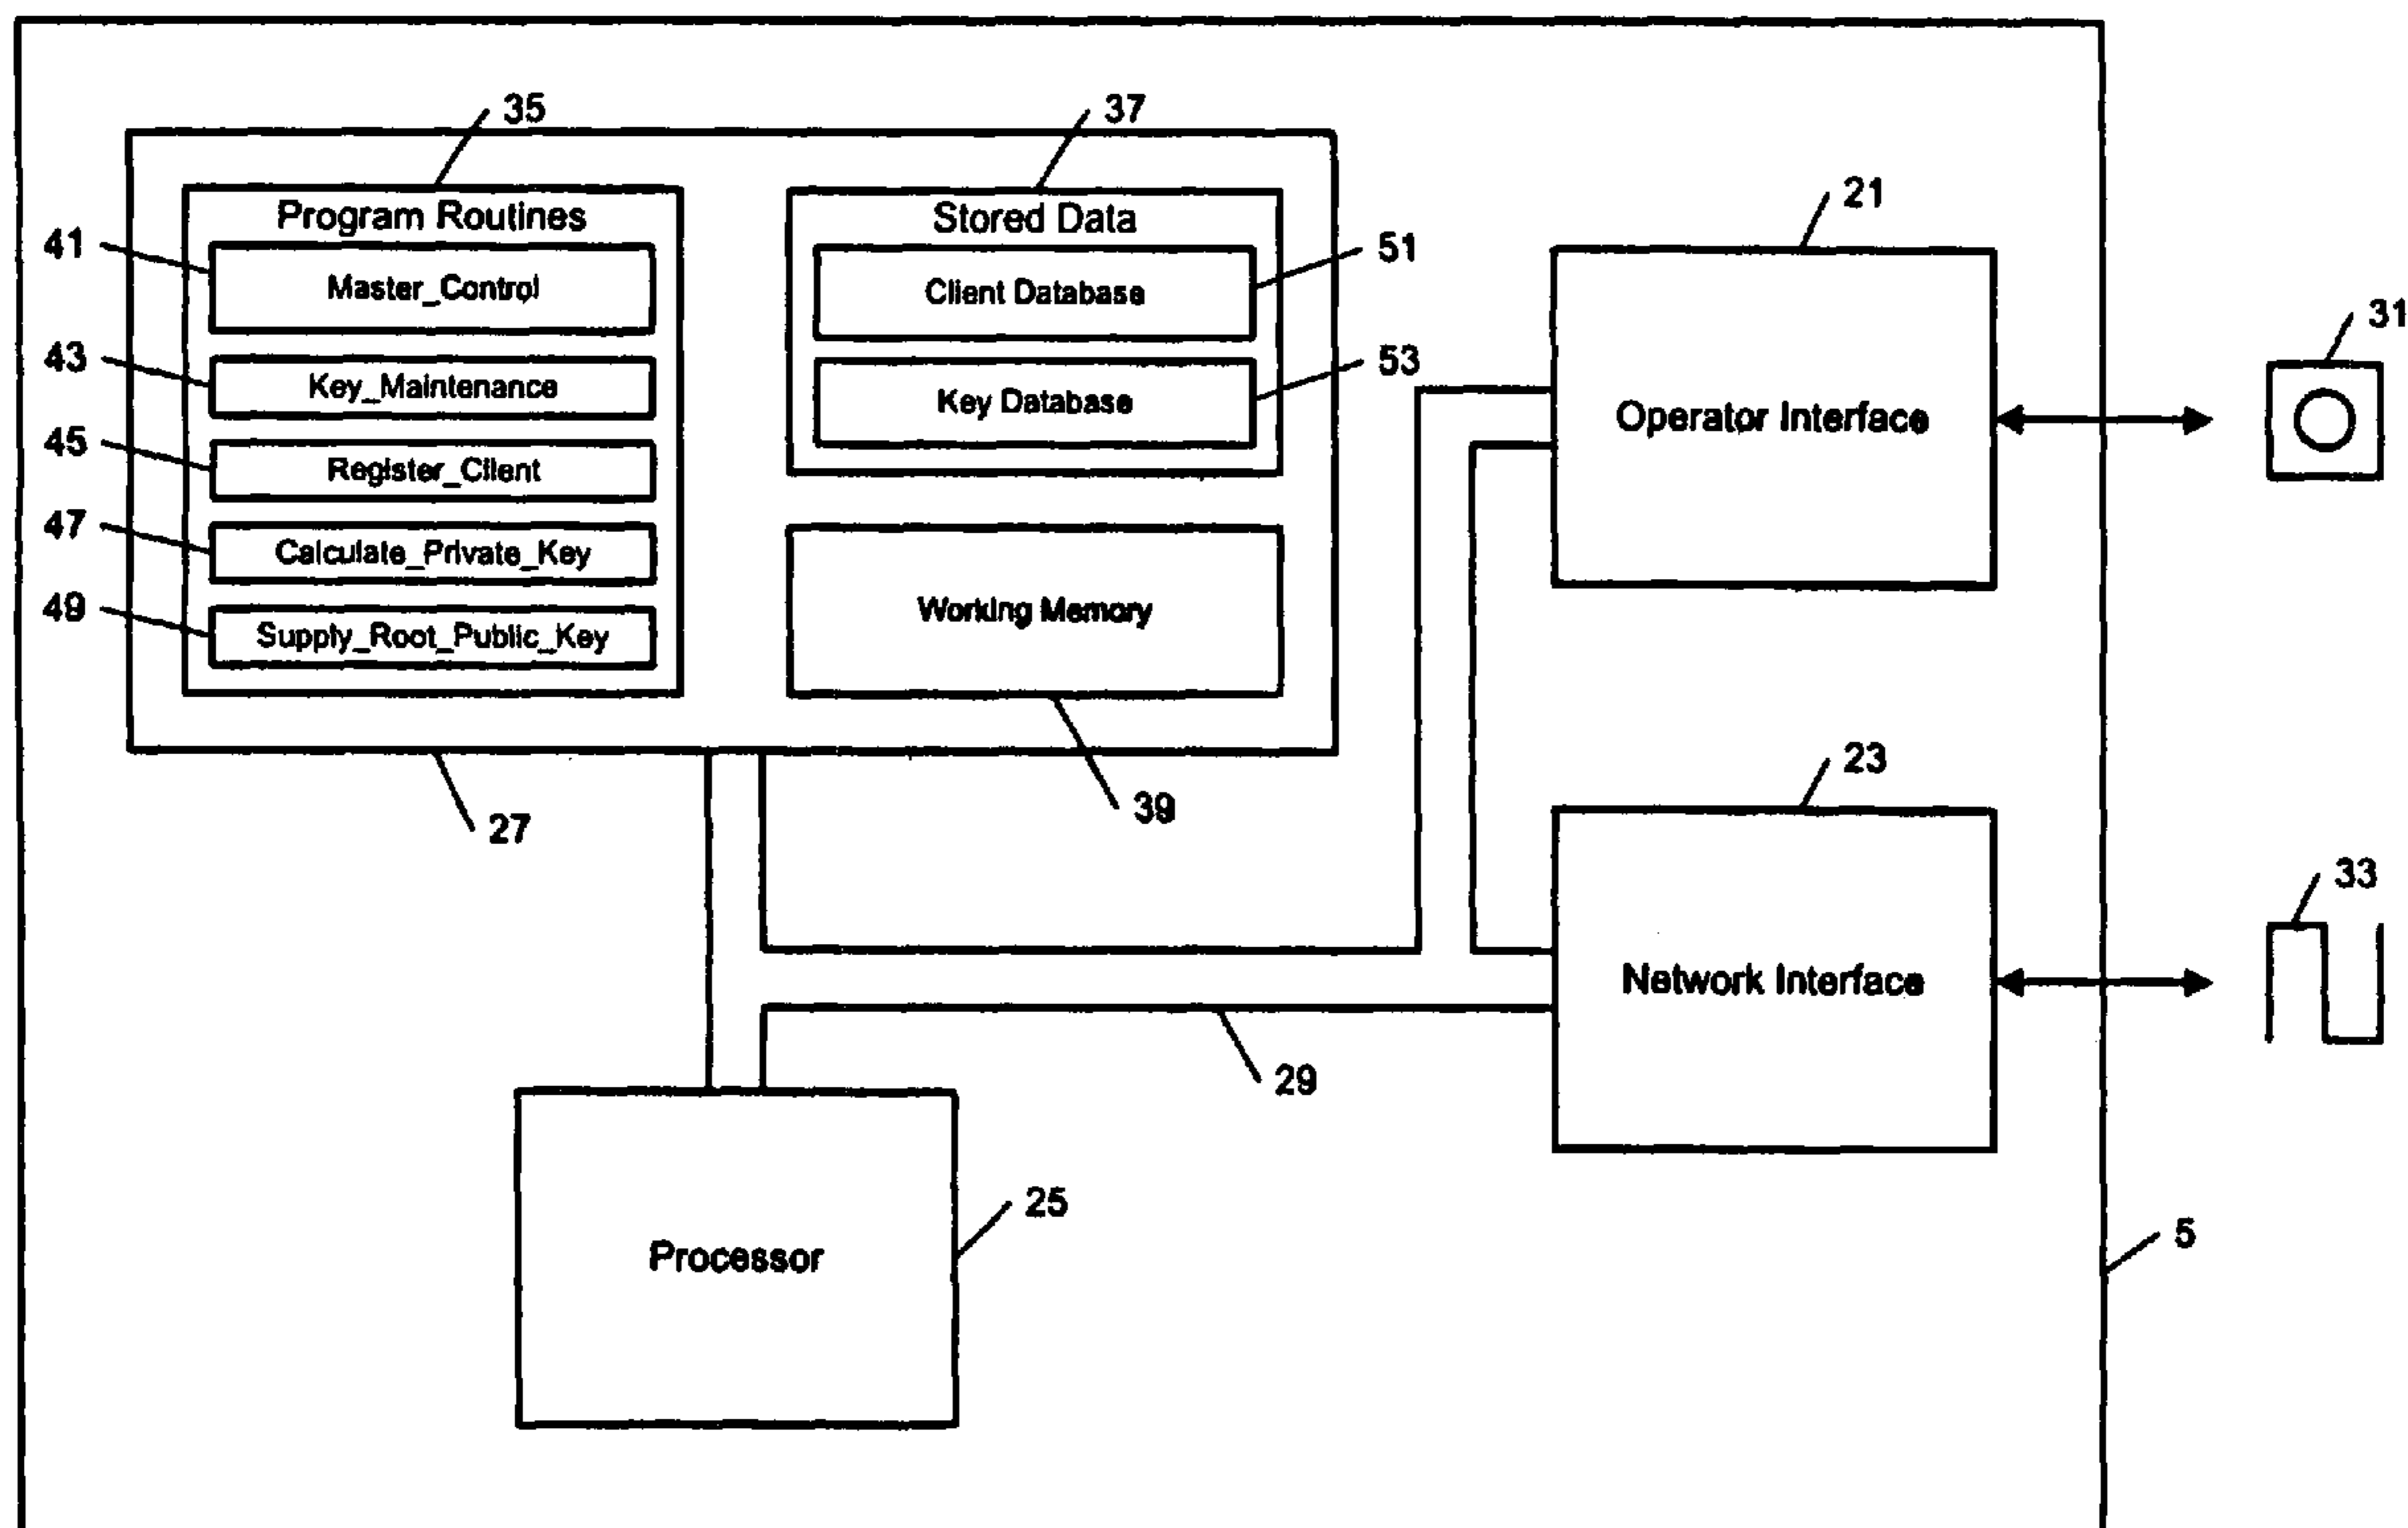 35
37
Program Routines
Stored Data
21
41
Master_Control
Client Database
51
31
43
Key_Maintenance
Key Database
53
Operator Interface
45
Register_Client
47
Calculate_Private_Key
49
Supply_Root_Public_Key
Working Memory
27
39
23
33
Network Interface
29
25
Processor
5